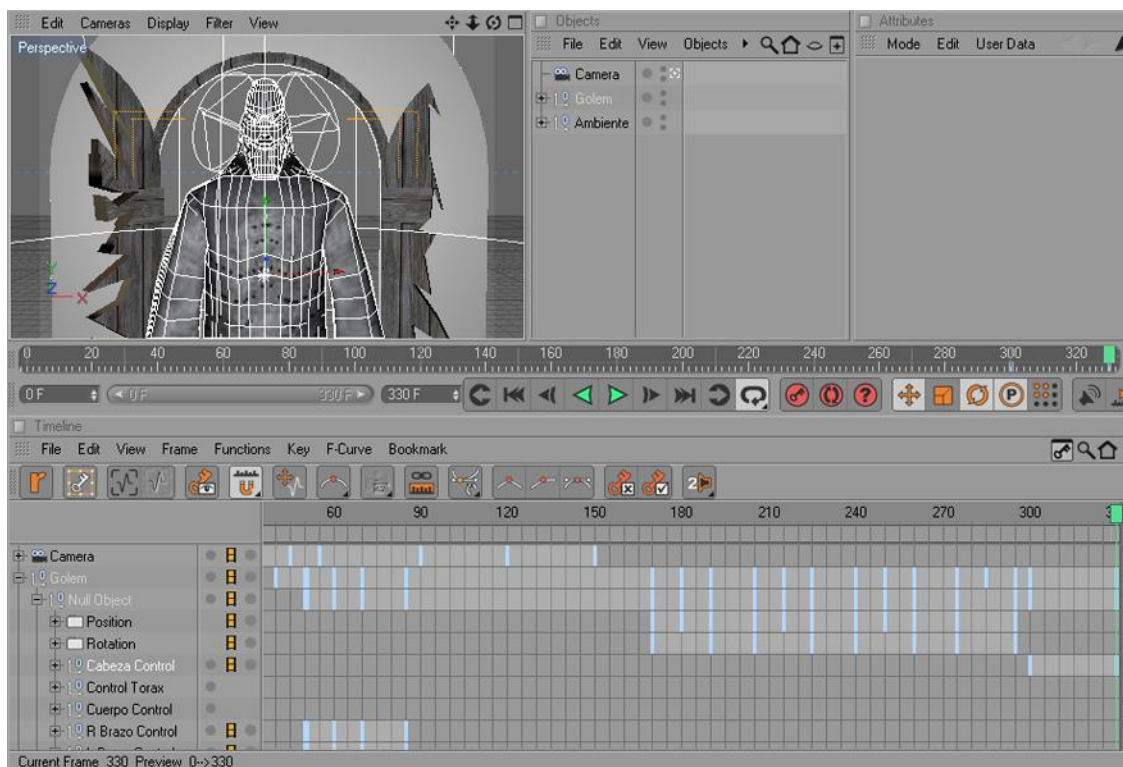 Edit Cameras Display Filter View
Perspective
Y
Z X
Objects
File Edit View Objects
Camera
Golem
Ambiente
Attributes
Mode Edit User Data
0 20 40 60 80 100 120 140 160 180 200 220 240 260 280 300 320
0 F 0 F 330 F 330 F
Timeline
File Edit View Frame Functions Key F-Curve Bookmark
60 90 120 150 180 210 240 270 300
Camera
Golem
Null Object
Position
Rotation
Cabeza Control
Control Torax
Cuerpo Control
R Brazo Control
Current Frame 330 Preview 0-->330